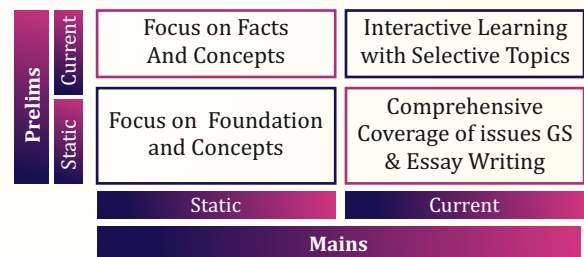 Prelims
Current
Focus on Facts
And Concepts
Interactive Learning
with Selective Topics
Static
Focus on Foundation
and Concepts
Comprehensive
Coverage of issues GS
& Essay Writing
Static
Current
Mains